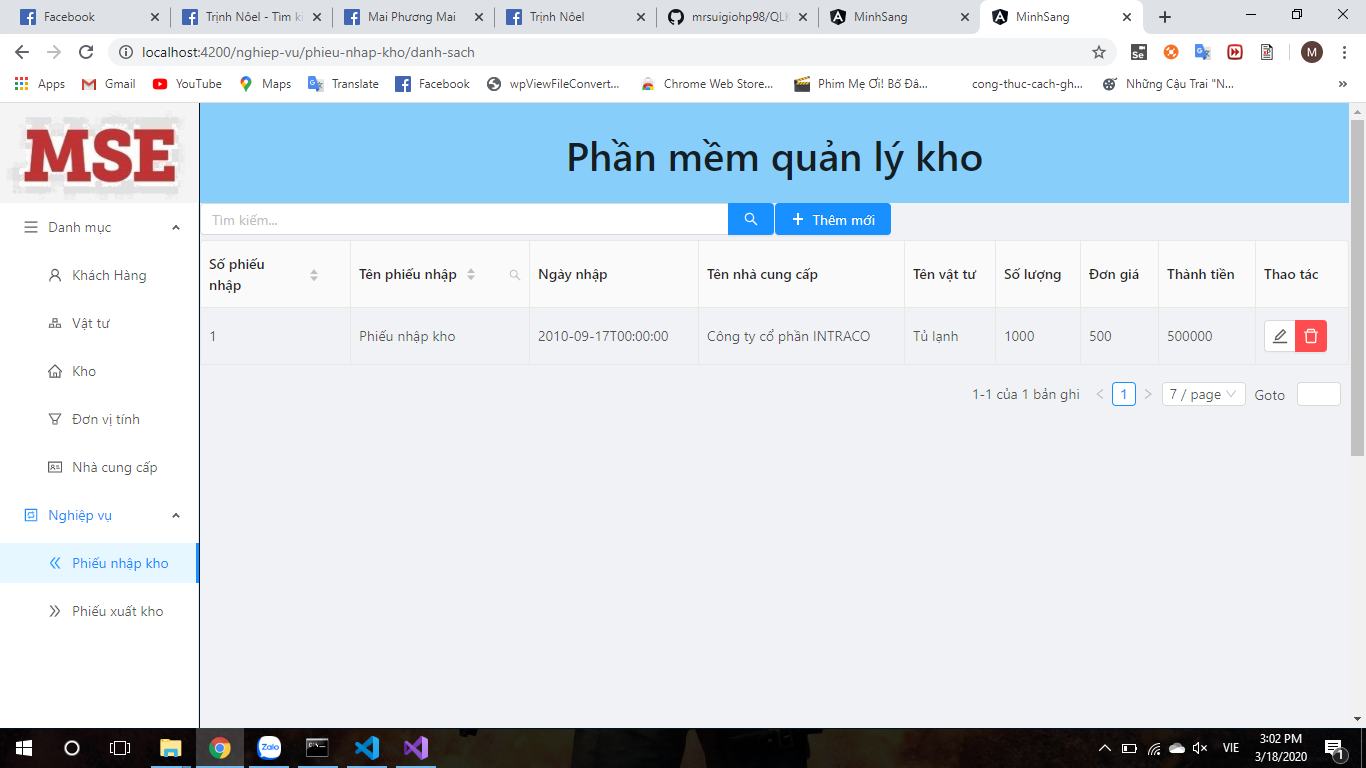 Facebook
Trịnh Nôel - Tìm ki
Mai Phương Mai
Trịnh Nôel
mrsuigiohp98/QLK
MinhSang
MinhSang
localhost:4200/nghiep-vu/phieu-nhap-kho/danh-sach
Se
M
Apps
Gmail
YouTube
Maps
Translate
Facebook
wpViewFileConvert...
Chrome Web Store...
Phim Mẹ Ơi! Bố Đâ...
cong-thuc-cach-gh...
Những Cậu Trai "N...
MSE
Phần mềm quản lý kho
Tìm kiếm...
Thêm mới
Danh mục
Khách Hàng
Vật tư
Kho
Đơn vị tính
Nhà cung cấp
Nghiệp vụ
Phiếu nhập kho
Phiếu xuất kho
Số phiếu
nhập
Tên phiếu nhập
Ngày nhập
Tên nhà cung cấp
Tên vật tư
Số lượng
Đơn giá
Thành tiền
Thao tác
1
Phiếu nhập kho
2010-09-17T00:00:00
Công ty cổ phần INTRACO
Tủ lạnh
1000
500
500000
1-1 của 1 bản ghi
1
7 / page
Goto
Zalo
VIE
3:02 PM
3/18/2020
1